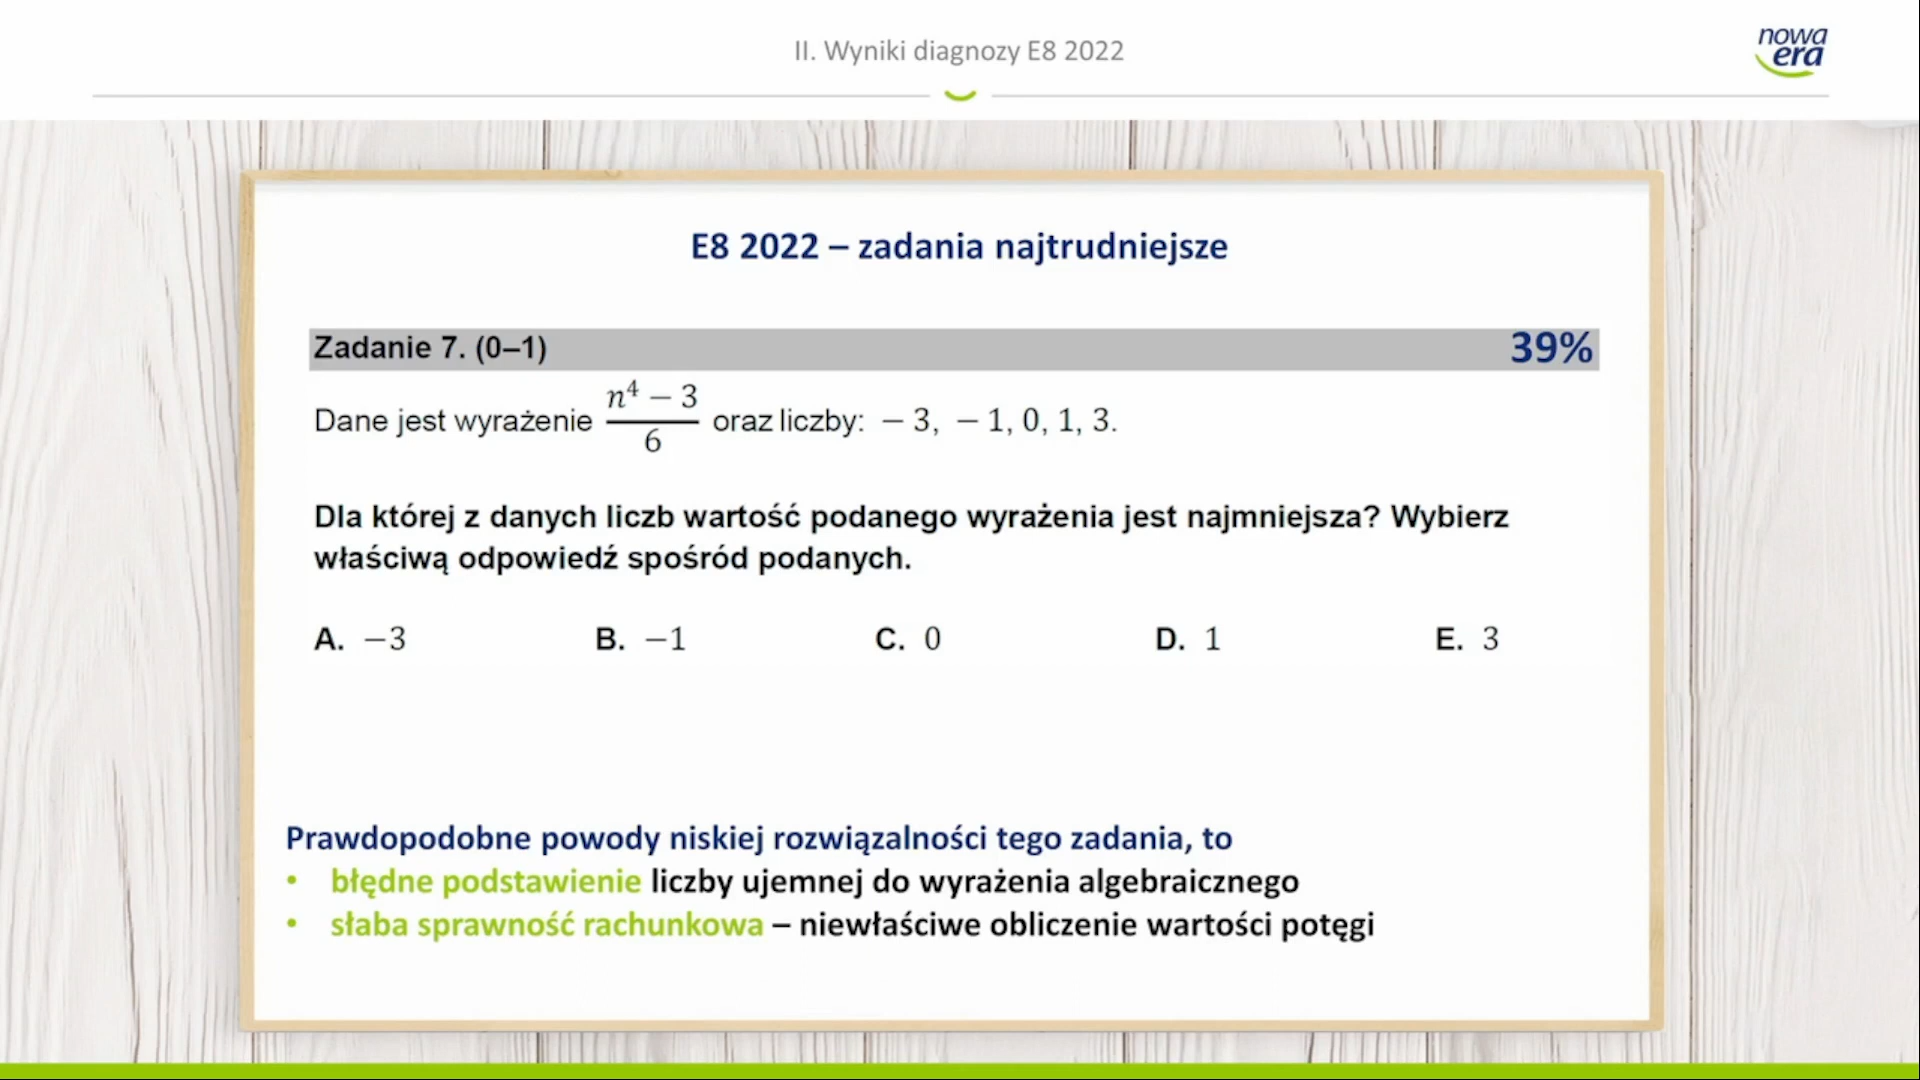 II. Wyniki diagnozy E8 2022
nowa
era
E8 2022 – zadania najtrudniejsze
Zadanie 7. (0–1) 39%
Dane jest wyrażenie $\frac{n^4 - 3}{6}$ oraz liczby: − 3, − 1, 0, 1, 3.
Dla której z danych liczb wartość podanego wyrażenia jest najmniejsza? Wybierz
właściwą odpowiedź spośród podanych.
A. −3 B. −1 C. 0 D. 1 E. 3
Prawdopodobne powody niskiej rozwiązalności tego zadania, to
• błędne podstawienie liczby ujemnej do wyrażenia algebraicznego
• słaba sprawność rachunkowa – niewłaściwe obliczenie wartości potęgi